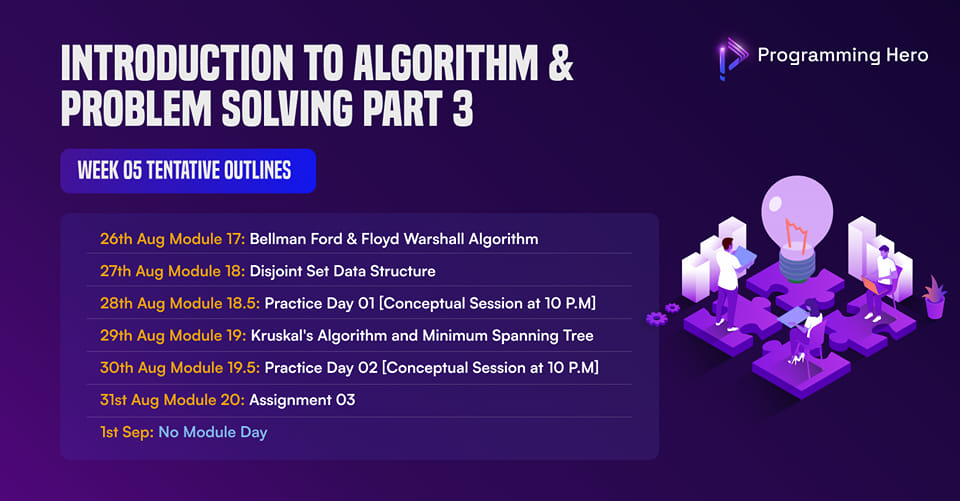 INTRODUCTION TO ALGORITHM &
PROBLEM SOLVING PART 3
Programming Hero
WEEK 05 TENTATIVE OUTLINES
26th Aug Module 17: Bellman Ford & Floyd Warshall Algorithm
27th Aug Module 18: Disjoint Set Data Structure
28th Aug Module 18.5: Practice Day 01 [Conceptual Session at 10 P.M]
29th Aug Module 19: Kruskal's Algorithm and Minimum Spanning Tree
30th Aug Module 19.5: Practice Day 02 [Conceptual Session at 10 P.M]
31st Aug Module 20: Assignment 03
1st Sep: No Module Day